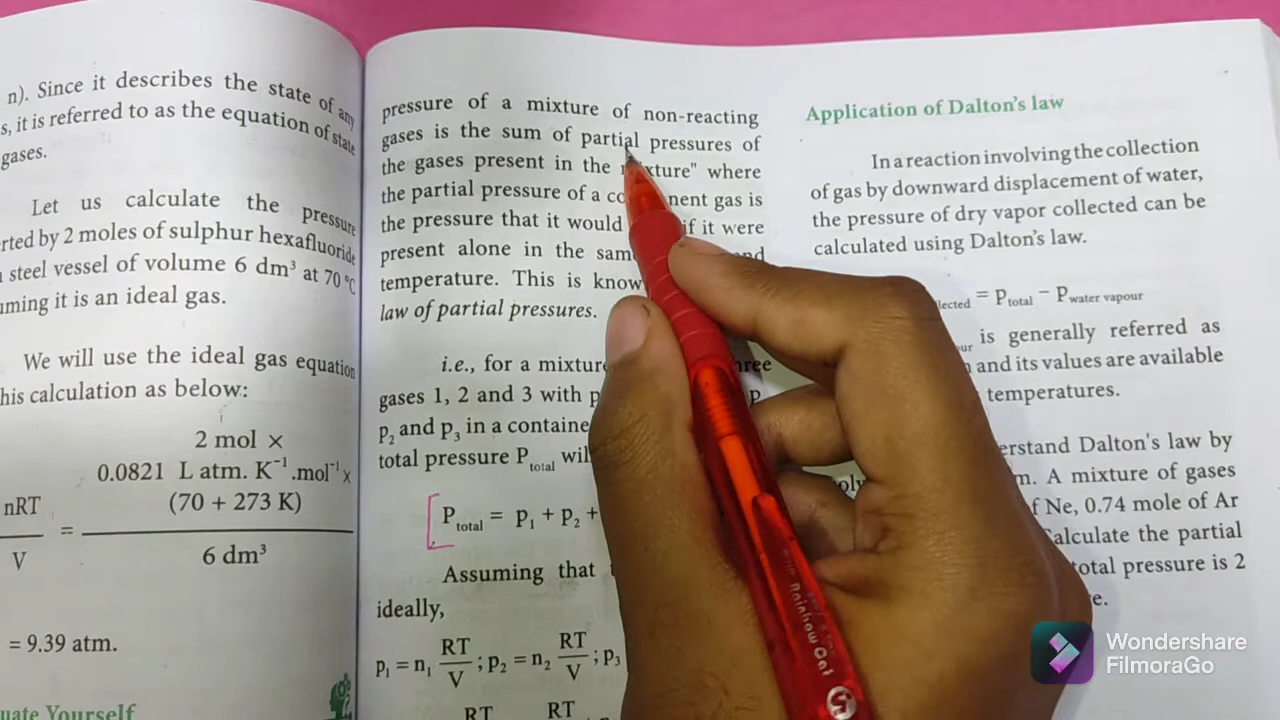 n). Since it describes the state of any
s, it is referred to as the equation of state
gases.
Let us calculate the pressure
rted by 2 moles of sulphur hexafluoride
steel vessel of volume 6 dm³ at 70 °C
uming it is an ideal gas.
We will use the ideal gas equation
his calculation as below:
2 mol ×
0.0821 L atm. K⁻¹.mol⁻¹×
(70 + 273 K)
nRT
=
V
6 dm³
= 9.39 atm.
uate Yourself
pressure of a mixture of non-reacting
gases is the sum of partial pressures of
the gases present in the mixture" where
the partial pressure of a nent gas is
the pressure that it would if it were
present alone in the sam and
temperature. This is know
law of partial pressures.
i.e., for a mixture hree
gases 1, 2 and 3 with p p
p₂ and p₃ in a containe
total pressure P total wil
P total = p₁ + p₂ +
Assuming that
ideally,
p₁ = n₁ RT/V ; p₂ = n₂ RT/V ; p₃
RT RT
Application of Dalton's law
In a reaction involving the collection
of gas by downward displacement of water,
the pressure of dry vapor collected can be
calculated using Dalton's law.
lected = P total − P water vapour
our is generally referred as
and its values are available
temperatures.
erstand Dalton's law by
oly m. A mixture of gases
f Ne, 0.74 mole of Ar
alculate the partial
total pressure is 2
e.
Rainbow Gel
Wondershare
FilmoraGo